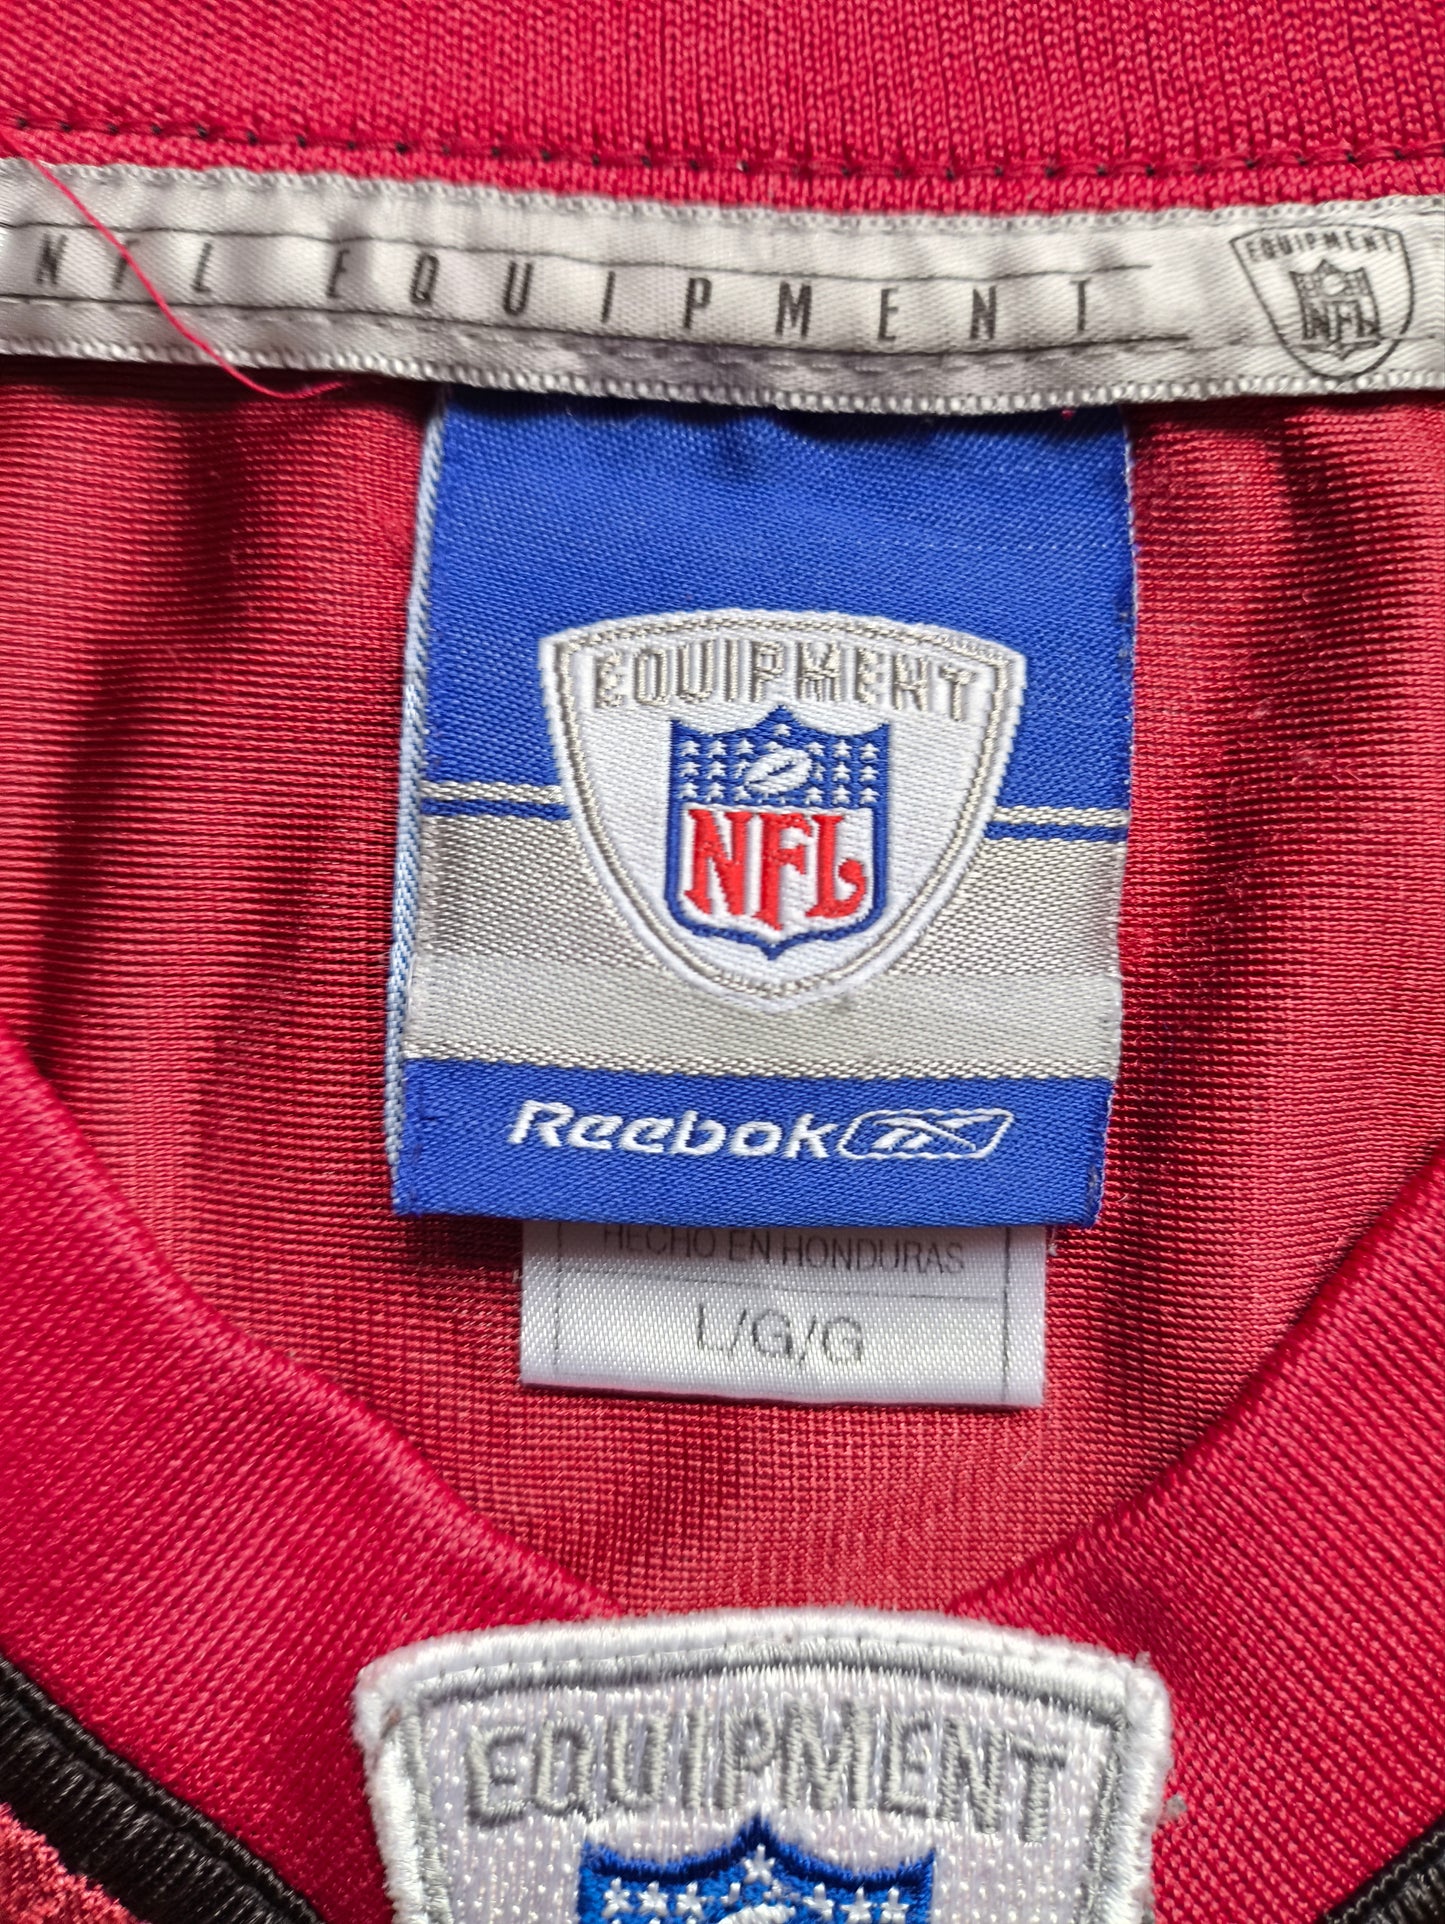 NFL EQUIPMENT
EQUIPMENT
NFL
EQUIPMENT
NFL
Reebok
HECHO EN HONDURAS
L/G/G
EQUIPMENT